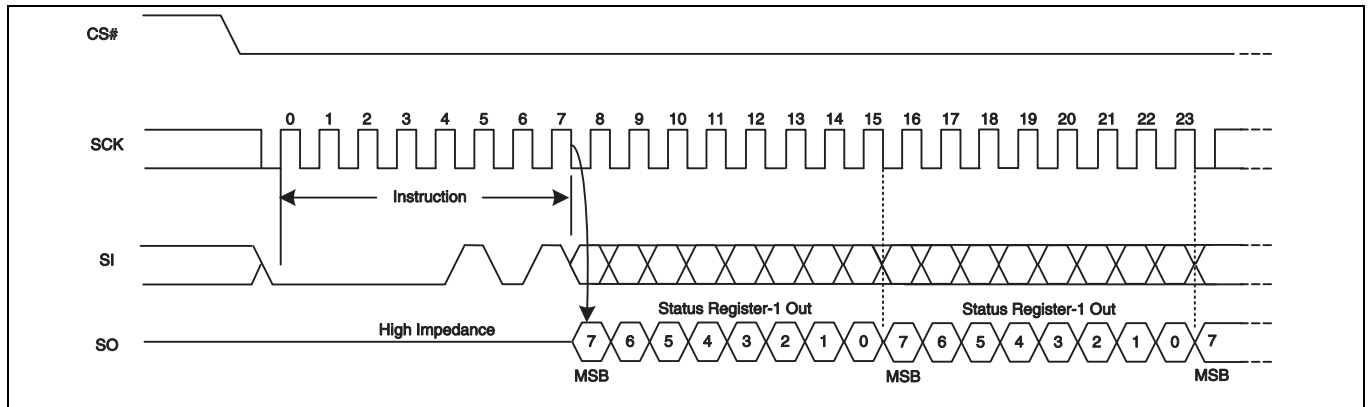 CS#
0 1 2 3 4 5 6 7 8 9 10 11 12 13 14 15 16 17 18 19 20 21 22 23
SCK
Instruction
SI
Status Register-1 Out Status Register-1 Out
High Impedance
SO 7 6 5 4 3 2 1 0 7 6 5 4 3 2 1 0 7
MSB MSB MSB